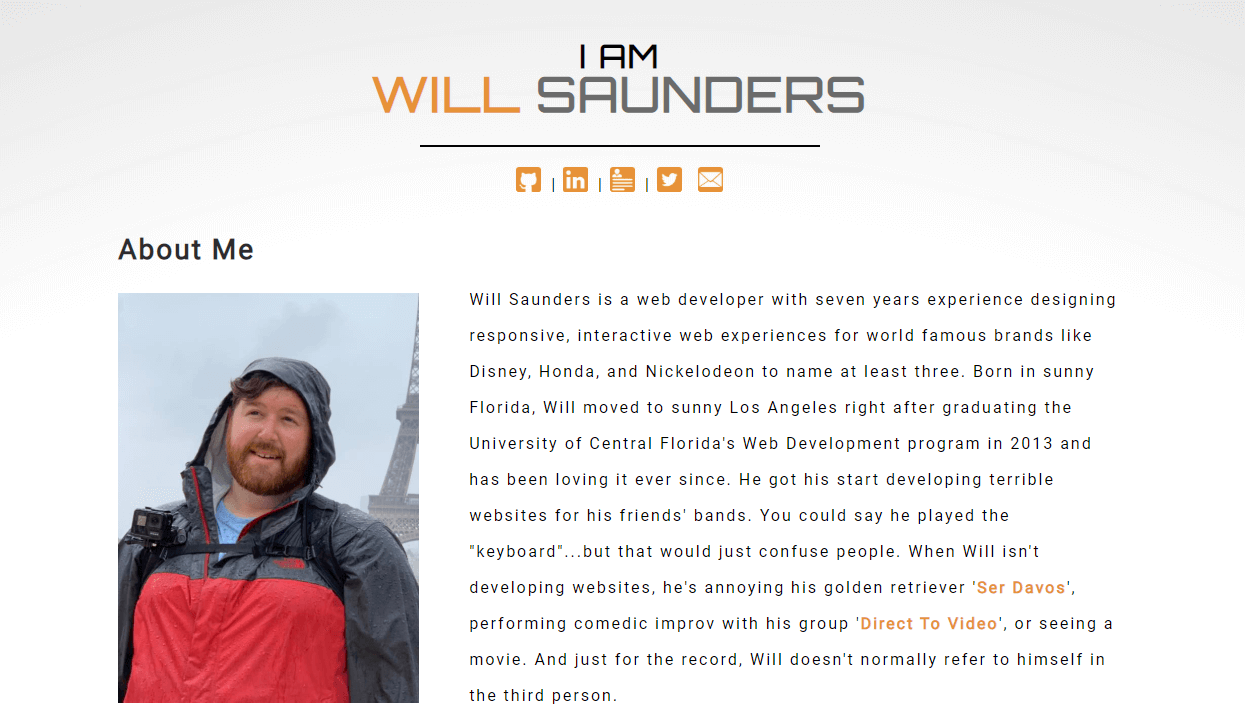 I AM
WILL SAUNDERS
| | |
About Me
Will Saunders is a web developer with seven years experience designing
responsive, interactive web experiences for world famous brands like
Disney, Honda, and Nickelodeon to name at least three. Born in sunny
Florida, Will moved to sunny Los Angeles right after graduating the
University of Central Florida's Web Development program in 2013 and
has been loving it ever since. He got his start developing terrible
websites for his friends' bands. You could say he played the
"keyboard"...but that would just confuse people. When Will isn't
developing websites, he's annoying his golden retriever 'Ser Davos',
performing comedic improv with his group 'Direct To Video', or seeing a
movie. And just for the record, Will doesn't normally refer to himself in
the third person.